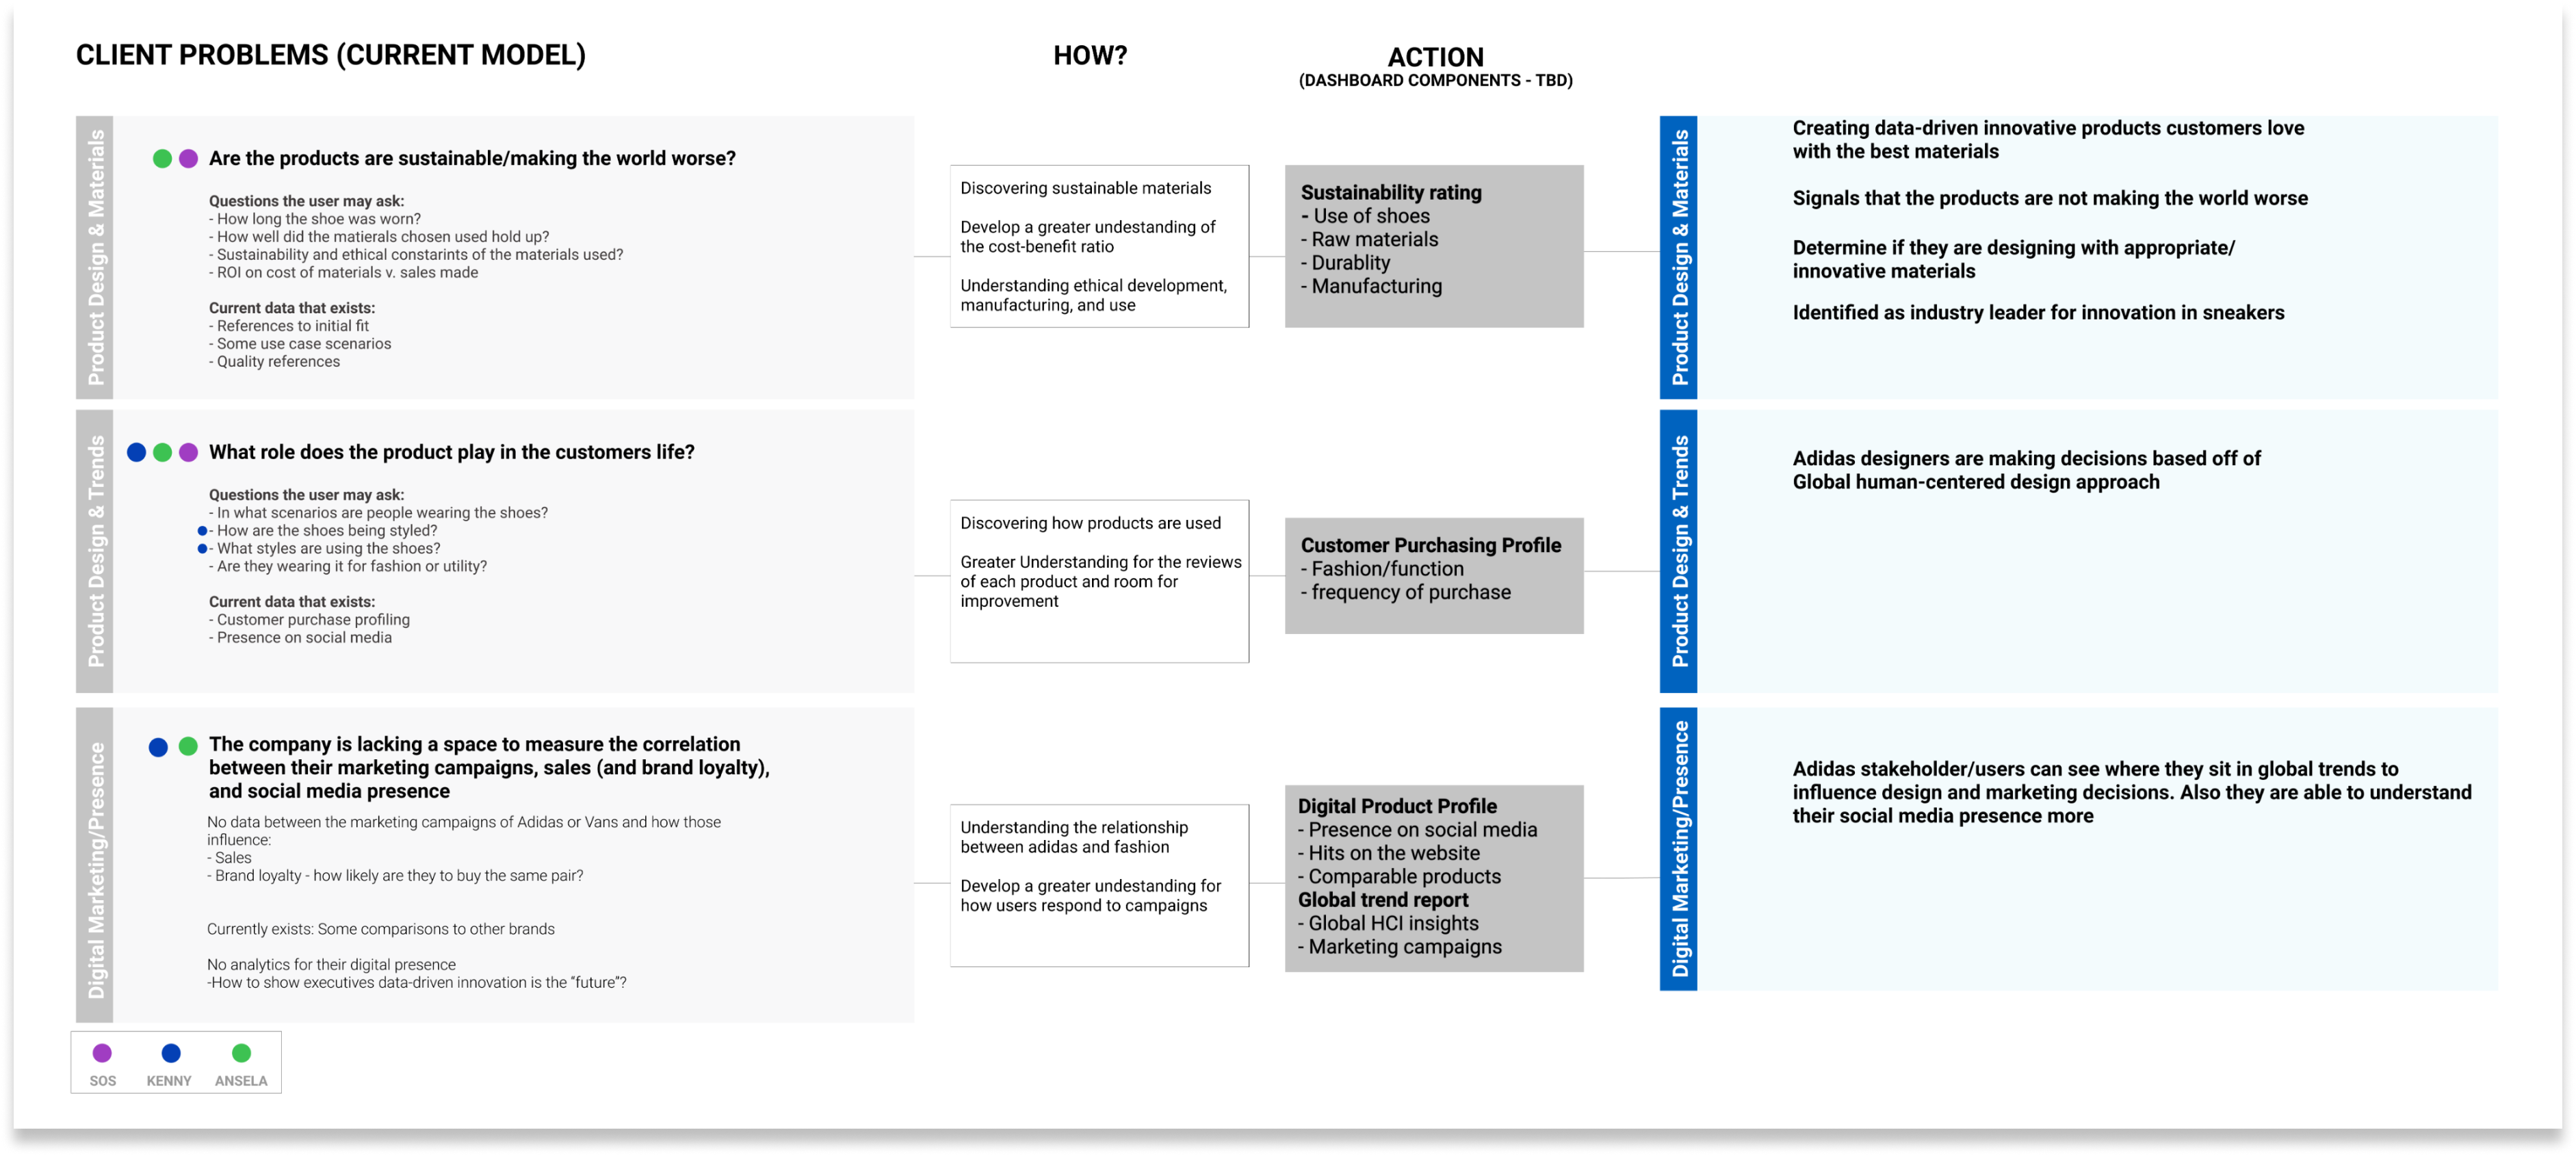 CLIENT PROBLEMS (CURRENT MODEL)
HOW?
ACTION
(DASHBOARD COMPONENTS - TBD)
Product Design & Materials
Are the products are sustainable/making the world worse?
Questions the user may ask:
- How long the shoe was worn?
- How well did the matierals chosen used hold up?
- Sustainability and ethical constarints of the materials used?
- ROI on cost of materials v. sales made
Current data that exists:
- References to initial fit
- Some use case scenarios
- Quality references
Discovering sustainable materials
Develop a greater undestanding of
the cost-benefit ratio
Understanding ethical development,
manufacturing, and use
Sustainability rating
- Use of shoes
- Raw materials
- Durablity
- Manufacturing
Product Design & Materials
Creating data-driven innovative products customers love
with the best materials
Signals that the products are not making the world worse
Determine if they are designing with appropriate/
innovative materials
Identified as industry leader for innovation in sneakers
Product Design & Trends
What role does the product play in the customers life?
Questions the user may ask:
- In what scenarios are people wearing the shoes?
- How are the shoes being styled?
- What styles are using the shoes?
- Are they wearing it for fashion or utility?
Current data that exists:
- Customer purchase profiling
- Presence on social media
Discovering how products are used
Greater Understanding for the reviews
of each product and room for
improvement
Customer Purchasing Profile
- Fashion/function
- frequency of purchase
Product Design & Trends
Adidas designers are making decisions based off of
Global human-centered design approach
Digital Marketing/Presence
The company is lacking a space to measure the correlation
between their marketing campaigns, sales (and brand loyalty),
and social media presence
No data between the marketing campaigns of Adidas or Vans and how those
influence:
- Sales
- Brand loyalty - how likely are they to buy the same pair?
Currently exists: Some comparisons to other brands
No analytics for their digital presence
-How to show executives data-driven innovation is the “future”?
Understanding the relationship
between adidas and fashion
Develop a greater undestanding for
how users respond to campaigns
Digital Product Profile
- Presence on social media
- Hits on the website
- Comparable products
Global trend report
- Global HCI insights
- Marketing campaigns
Digital Marketing/Presence
Adidas stakeholder/users can see where they sit in global trends to
influence design and marketing decisions. Also they are able to understand
their social media presence more
SOS
KENNY
ANSELA